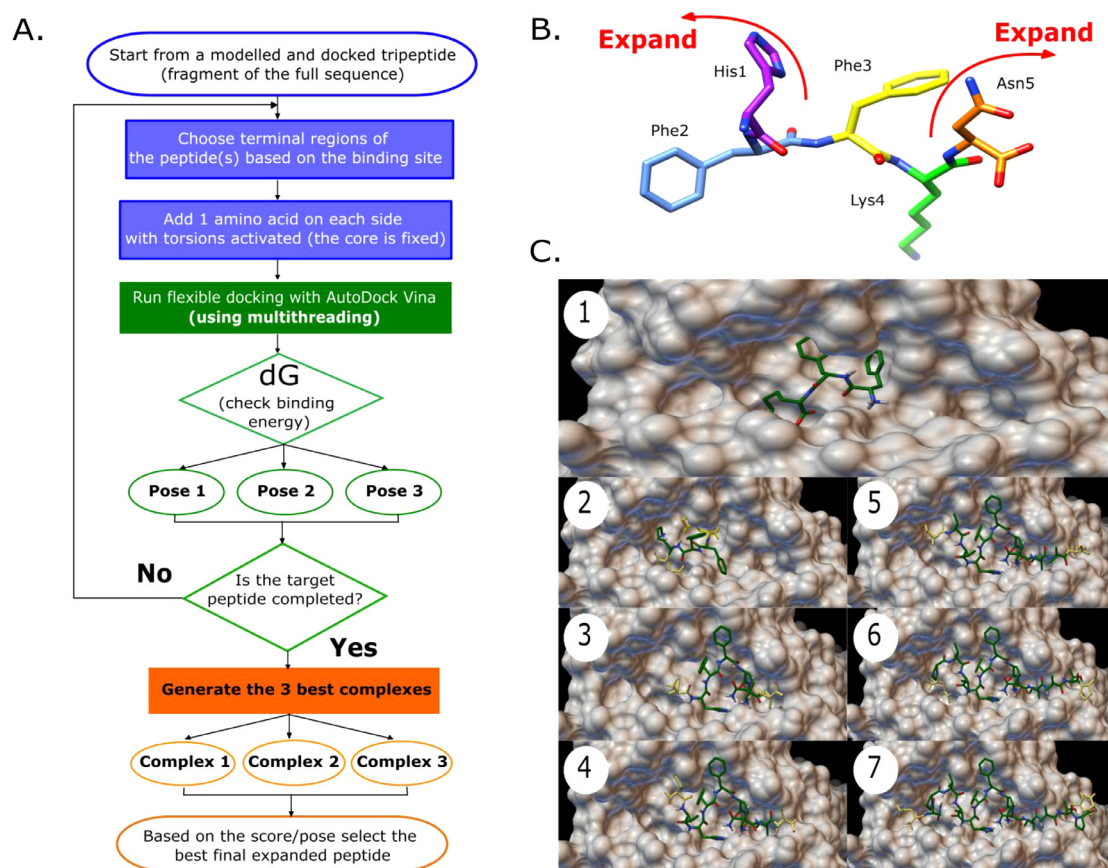 A.
Start from a modelled and docked tripeptide
(fragment of the full sequence)
Choose terminal regions of
the peptide(s) based on the binding site
Add 1 amino acid on each side
with torsions activated (the core is fixed)
Run flexible docking with AutoDock Vina
(using multithreading)
dG
(check binding
energy)
Pose 1
Pose 2
Pose 3
No
Is the target
peptide completed?
Yes
Generate the 3 best complexes
Complex 1
Complex 2
Complex 3
Based on the score/pose select the
best final expanded peptide
B.
Expand
Expand
His1
Phe3
Asn5
Phe2
Lys4
C.
1
2
5
3
6
4
7